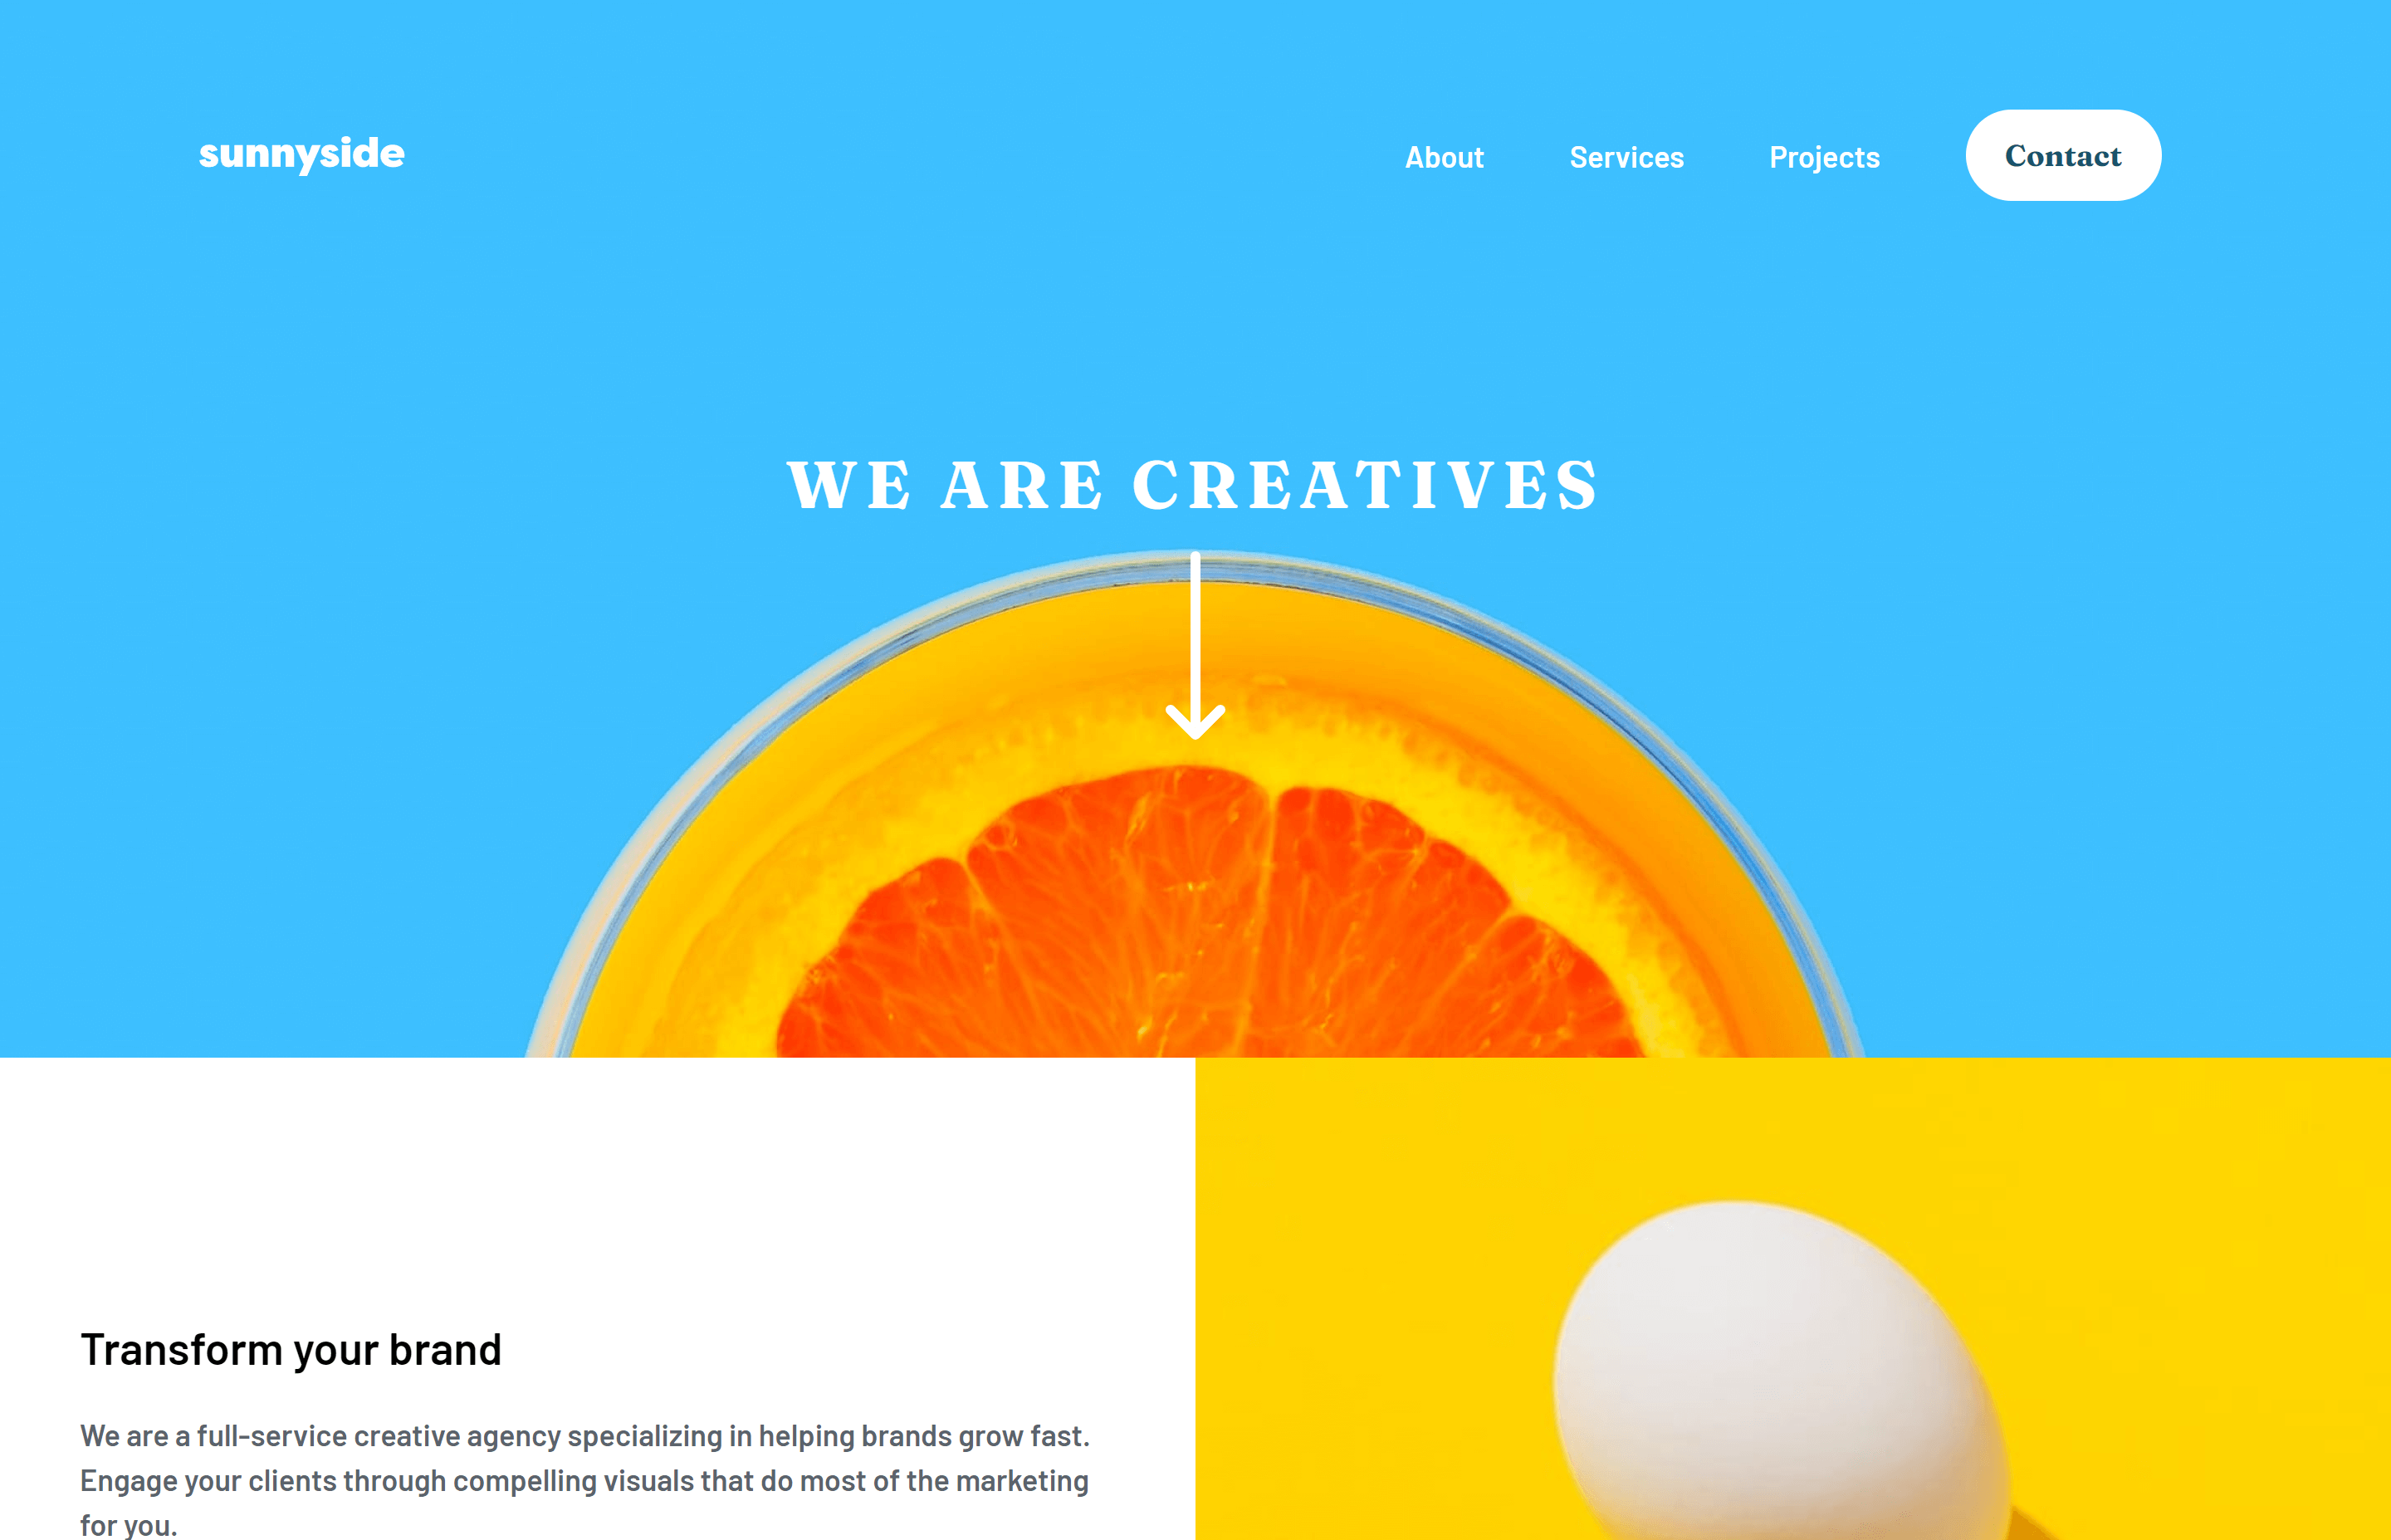 sunnyside
About Services Projects Contact
WE ARE CREATIVES
Transform your brand
We are a full-service creative agency specializing in helping brands grow fast.
Engage your clients through compelling visuals that do most of the marketing
for you.